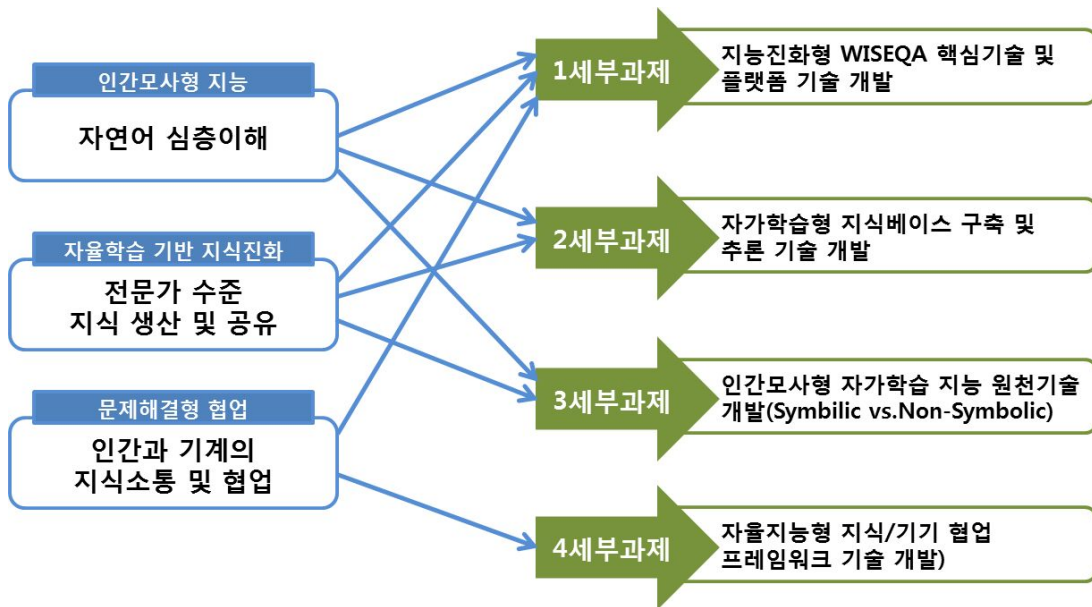 인간모사형 지능
자연어 심층이해
자율학습 기반 지식진화
전문가 수준
지식 생산 및 공유
문제해결형 협업
인간과 기계의
지식소통 및 협업
1세부과제
지능진화형 WISEQA 핵심기술 및
플랫폼 기술 개발
2세부과제
자가학습형 지식베이스 구축 및
추론 기술 개발
3세부과제
인간모사형 자가학습 지능 원천기술
개발(Symbilic vs.Non-Symbolic)
4세부과제
자율지능형 지식/기기 협업
프레임워크 기술 개발)